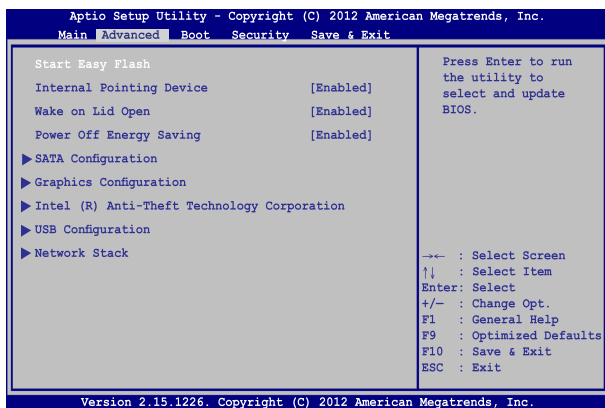 Aptio Setup Utility - Copyright (C) 2012 American Megatrends, Inc.
Main Advanced Boot Security Save & Exit
Start Easy Flash
Internal Pointing Device [Enabled]
Wake on Lid Open [Enabled]
Power Off Energy Saving [Enabled]
▶ SATA Configuration
▶ Graphics Configuration
▶ Intel (R) Anti-Theft Technology Corporation
▶ USB Configuration
▶ Network Stack
Press Enter to run
the utility to
select and update
BIOS.
→← : Select Screen
↑↓ : Select Item
Enter: Select
+/— : Change Opt.
F1 : General Help
F9 : Optimized Defaults
F10 : Save & Exit
ESC : Exit
Version 2.15.1226. Copyright (C) 2012 American Megatrends, Inc.